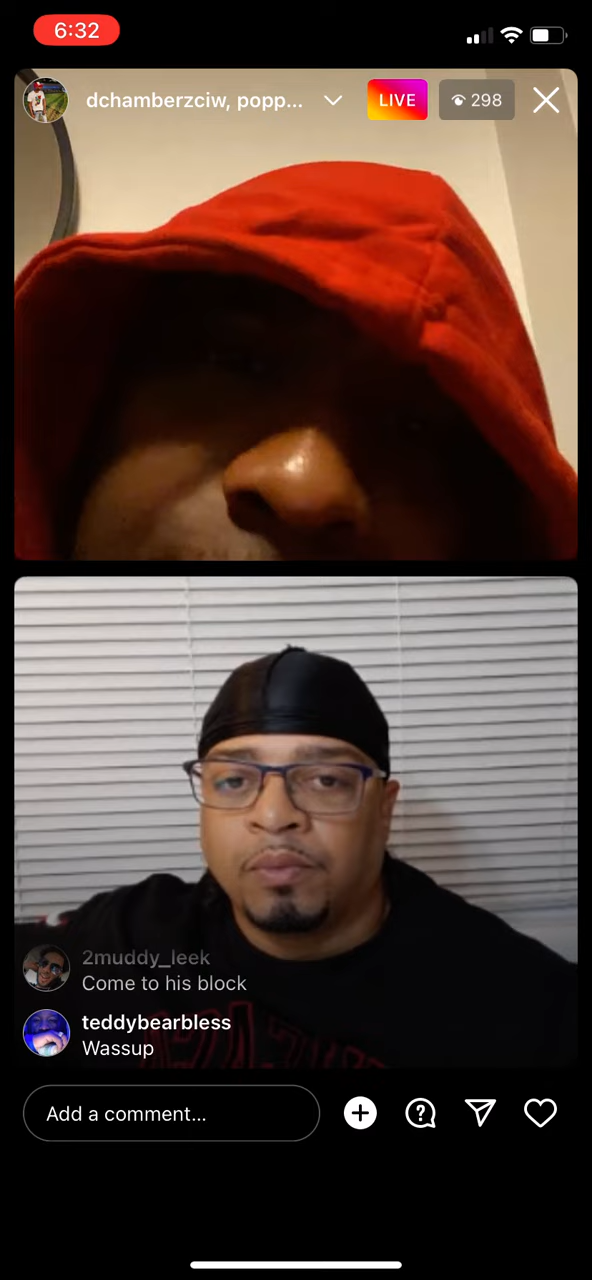 6:32
dchamberzciw, popp...
LIVE
298
2muddy_leek
Come to his block
teddybearbless
Wassup
Add a comment...